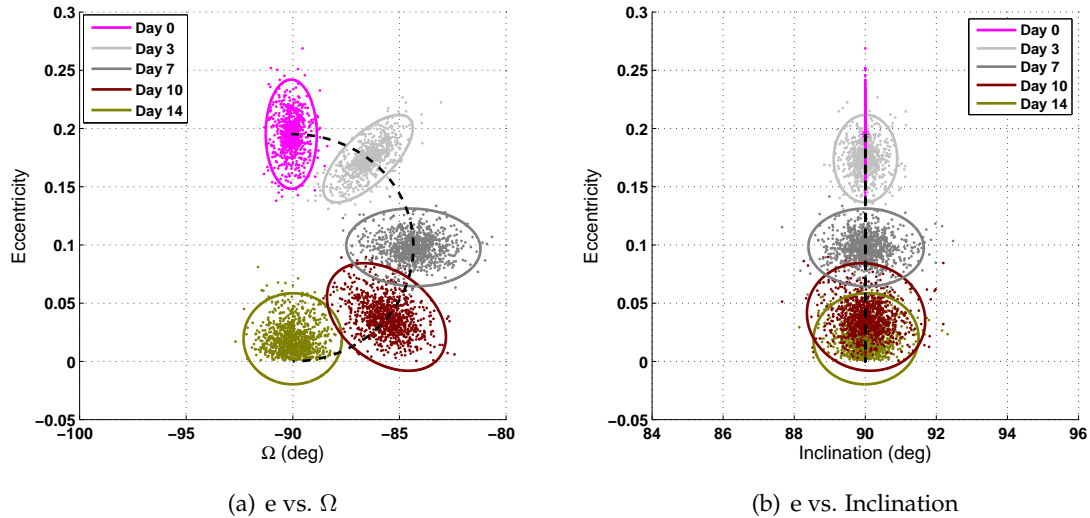 0.3
0.25
0.2
0.15
0.1
0.05
0
−0.05
Eccentricity
Day 0
Day 3
Day 7
Day 10
Day 14
−100
−95
−90
−85
−80
Ω (deg)
(a) e vs. Ω
0.3
0.25
0.2
0.15
0.1
0.05
0
−0.05
Eccentricity
Day 0
Day 3
Day 7
Day 10
Day 14
84
86
88
90
92
94
96
Inclination (deg)
(b) e vs. Inclination